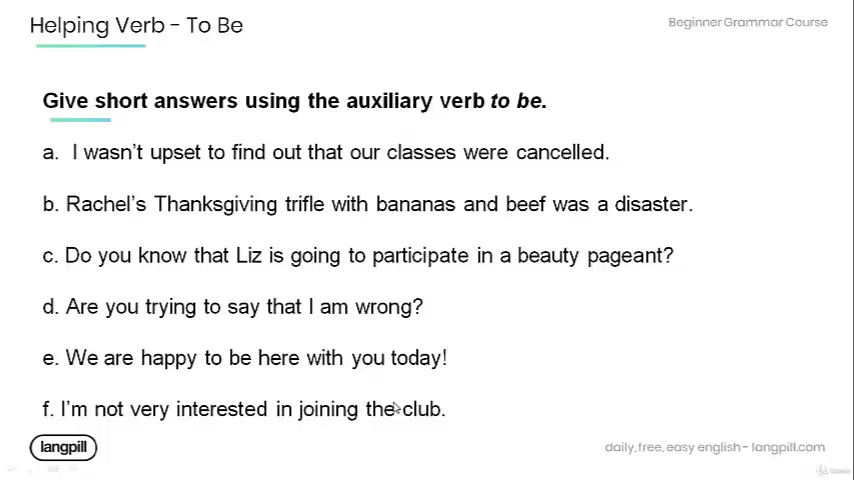 Helping Verb - To Be
Beginner Grammar Course
Give short answers using the auxiliary verb to be.
a. I wasn't upset to find out that our classes were cancelled.
b. Rachel's Thanksgiving trifle with bananas and beef was a disaster.
c. Do you know that Liz is going to participate in a beauty pageant?
d. Are you trying to say that I am wrong?
e. We are happy to be here with you today!
f. I'm not very interested in joining the club.
langpill
daily, free, easy english - langpill.com